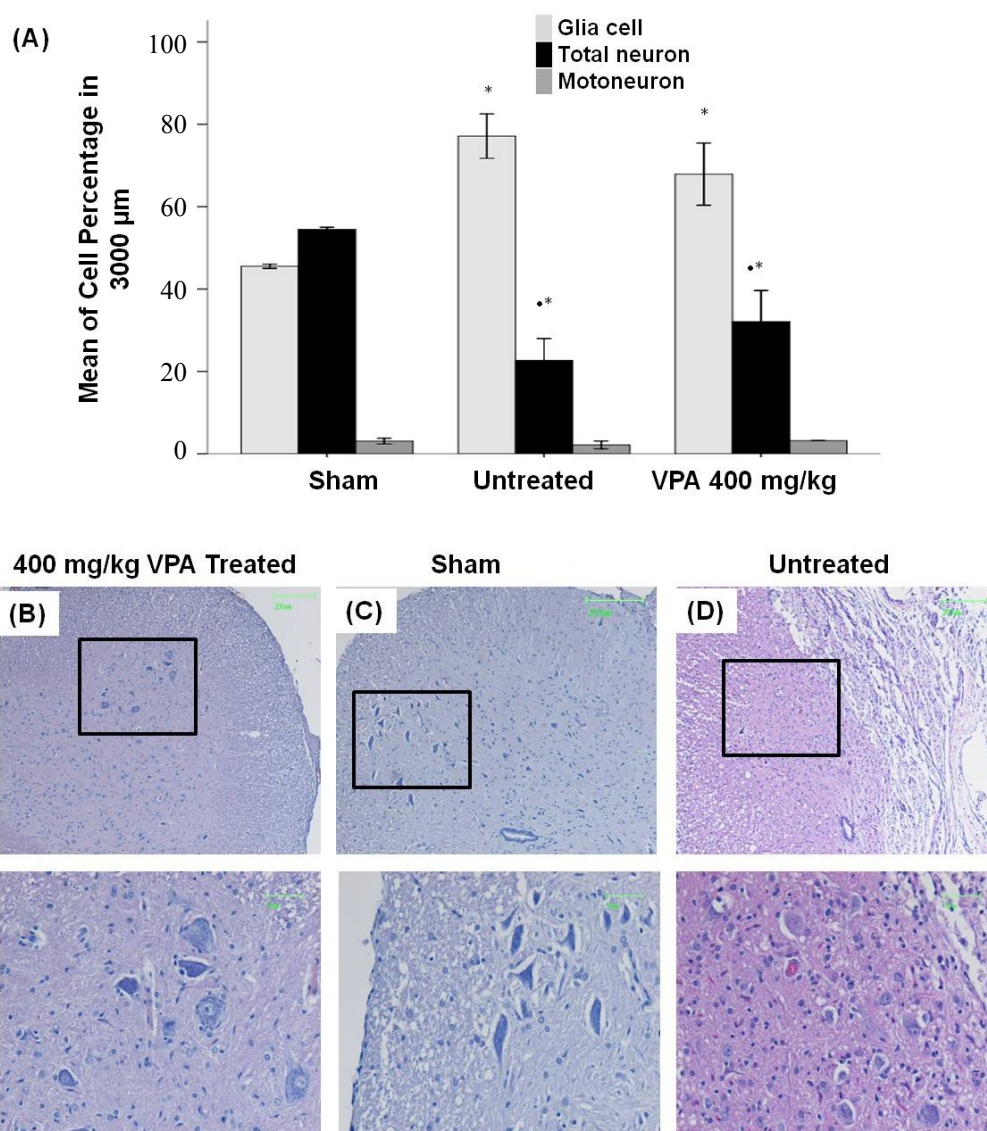 (A)
Glia cell
Total neuron
Motoneuron
Mean of Cell Percentage in
3000 µm
100
80
60
40
20
0
*
•*
*
•*
Sham
Untreated
VPA 400 mg/kg
400 mg/kg VPA Treated
Sham
Untreated
(B)
(C)
(D)
200µm